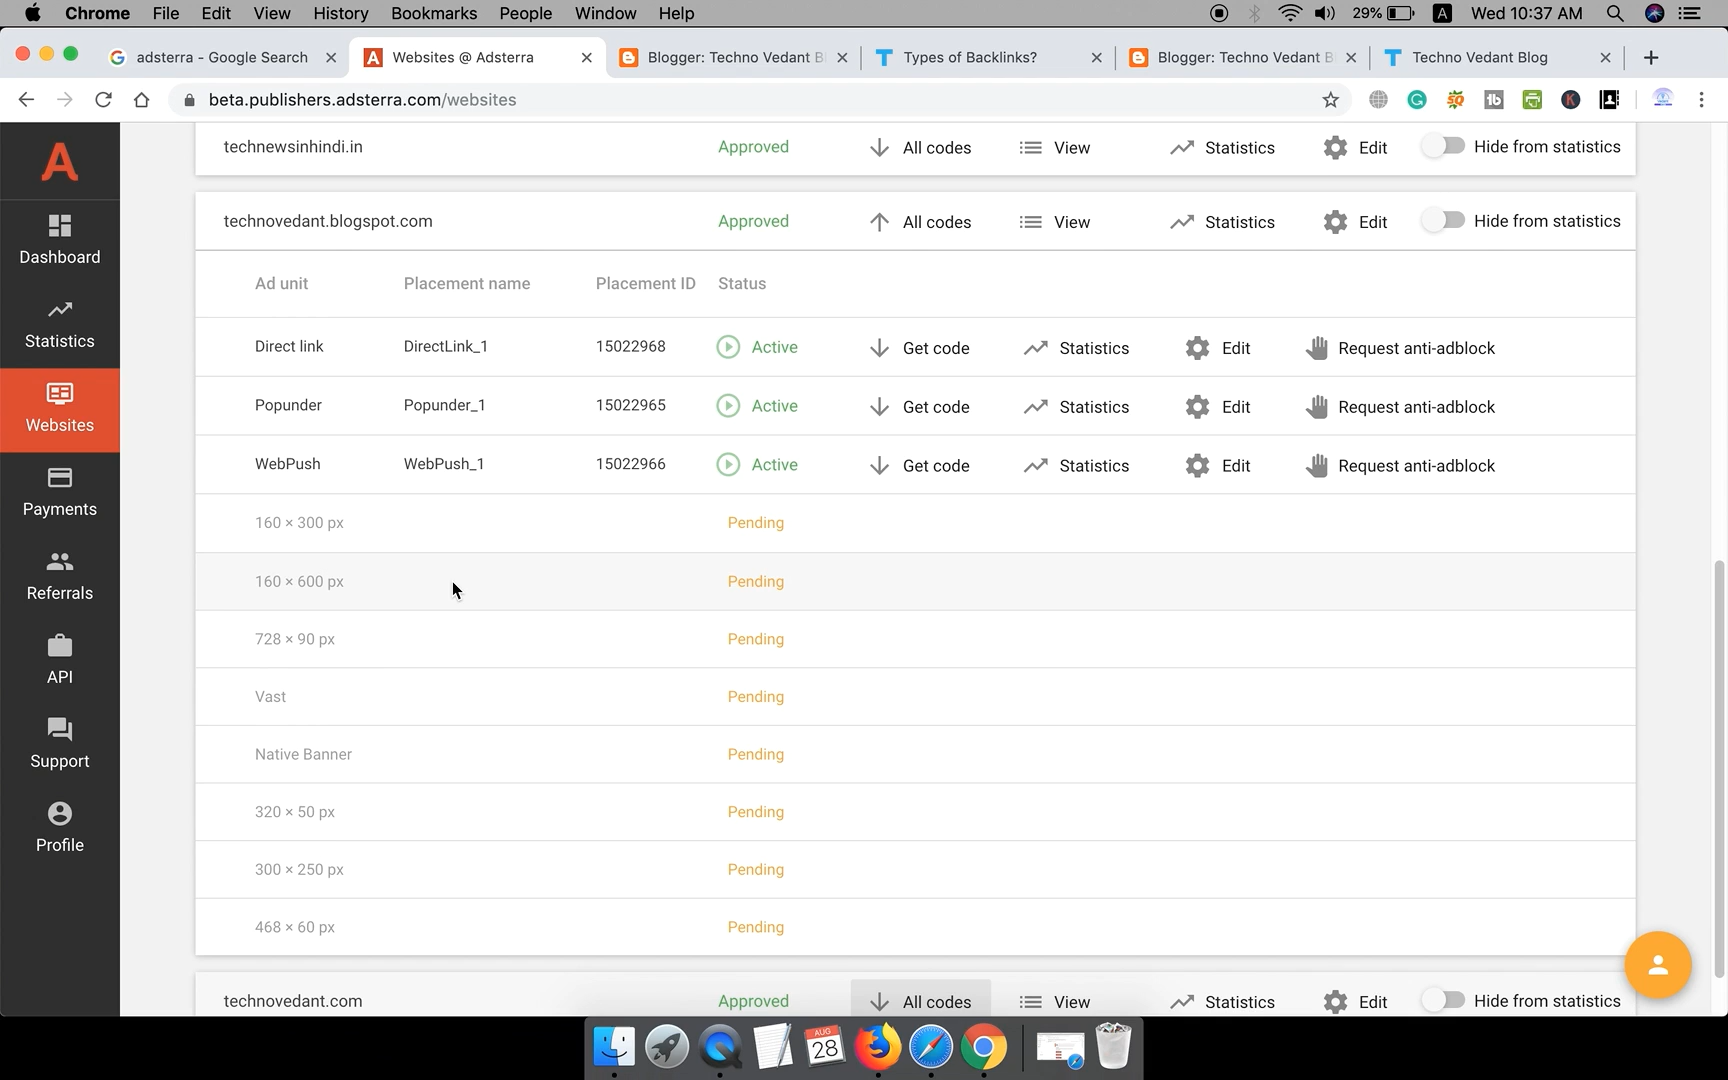 Chrome File Edit View History Bookmarks People Window Help 29% A Wed 10:37 AM
adsterra - Google Search Websites @ Adsterra Blogger: Techno Vedant B Types of Backlinks? Blogger: Techno Vedant B Techno Vedant Blog
beta.publishers.adsterra.com/websites
technewsinhindi.in Approved All codes View Statistics Edit Hide from statistics
technovedant.blogspot.com Approved All codes View Statistics Edit Hide from statistics
Dashboard
Statistics
Websites
Payments
Referrals
API
Support
Profile
Ad unit Placement name Placement ID Status
Direct link DirectLink_1 15022968 Active Get code Statistics Edit Request anti-adblock
Popunder Popunder_1 15022965 Active Get code Statistics Edit Request anti-adblock
WebPush WebPush_1 15022966 Active Get code Statistics Edit Request anti-adblock
160 × 300 px Pending
160 × 600 px Pending
728 × 90 px Pending
Vast Pending
Native Banner Pending
320 × 50 px Pending
300 × 250 px Pending
468 × 60 px Pending
technovedant.com Approved All codes View Statistics Edit Hide from statistics
AUG
28